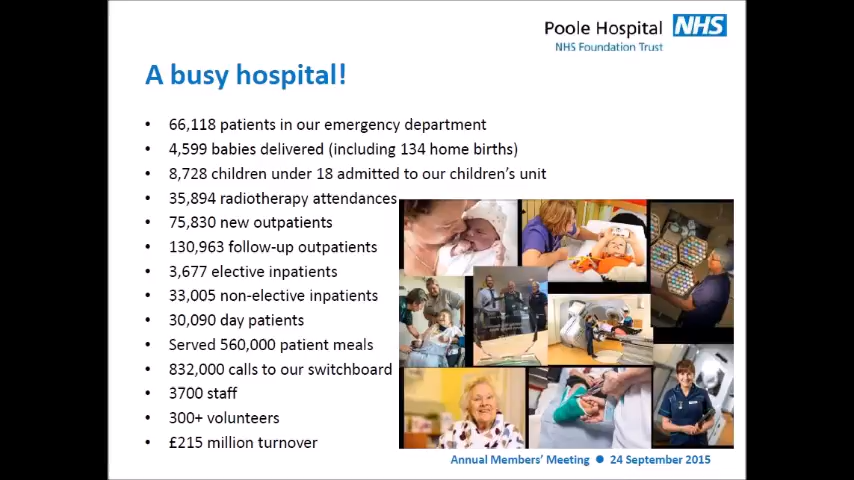 Poole Hospital NHS
NHS Foundation Trust
A busy hospital!
• 66,118 patients in our emergency department
• 4,599 babies delivered (including 134 home births)
• 8,728 children under 18 admitted to our children’s unit
• 35,894 radiotherapy attendances
• 75,830 new outpatients
• 130,963 follow-up outpatients
• 3,677 elective inpatients
• 33,005 non-elective inpatients
• 30,090 day patients
• Served 560,000 patient meals
• 832,000 calls to our switchboard
• 3700 staff
• 300+ volunteers
• £215 million turnover
Annual Members’ Meeting ● 24 September 2015